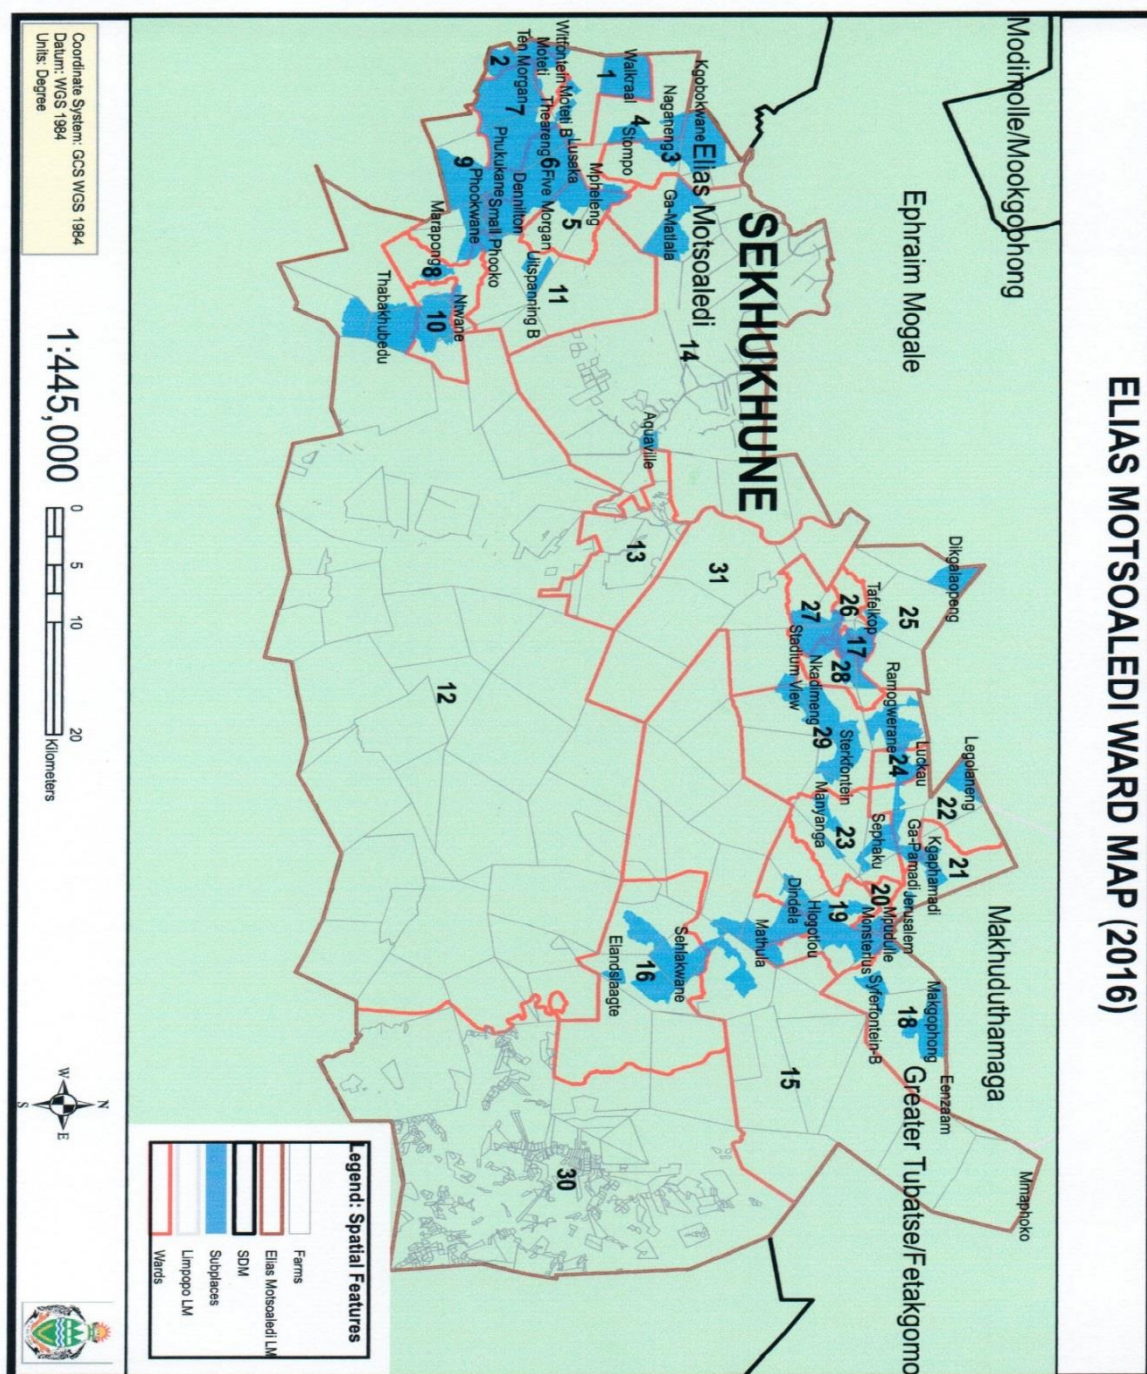 ELIAS MOTSOALEDI WARD MAP (2016)
Modimolle/Mookgophong
Ephraim Mogale
Makhuduthamaga
Greater Tubatse/Fetakgomo
SEKHUKHUNE
Elias Motsoaledi
Mmaphoko
Eenzaam
Makgophong
18
Syferfontein-B
15
Dikgalaopeng
25
Tafelkop
26
17
28
27
Stadium View
Nkadimeng
29
Sterkfontein
Ramogwerane
Luckau
24
Legolaneng
22
21
Kgaphamadi
Ga-Pamadi
Jerusalem
Sephaku
23
Manyanga
20
Mpudulle
Monsterlus
19
Hlogotlou
Dindela
Mathula
Sehlakwane
16
Elandslaagte
30
31
13
Aquaville
14
12
Kgobokwane
Naganeng
3
4
Stompo
Walkraal
1
Ga-Matlala
Mpheleng
5
Lusaka
Witfontein
Moteti B
Moteti
6
Five Morgan
Theareng
Ten Morgan
7
2
Dennilton
Phukukane
Small Phooko
Phookwane
9
Uitspanning B
11
Marapong
8
Ntwane
10
Thabakhubedu
Coordinate System: GCS WGS 1984
Datum: WGS 1984
Units: Degree
1:445,000
0 5 10 20
Kilometers
N
W E
S
Legend: Spatial Features
Farms
Elias Motsoaledi LM
SDM
Subplaces
Limpopo LM
Wards